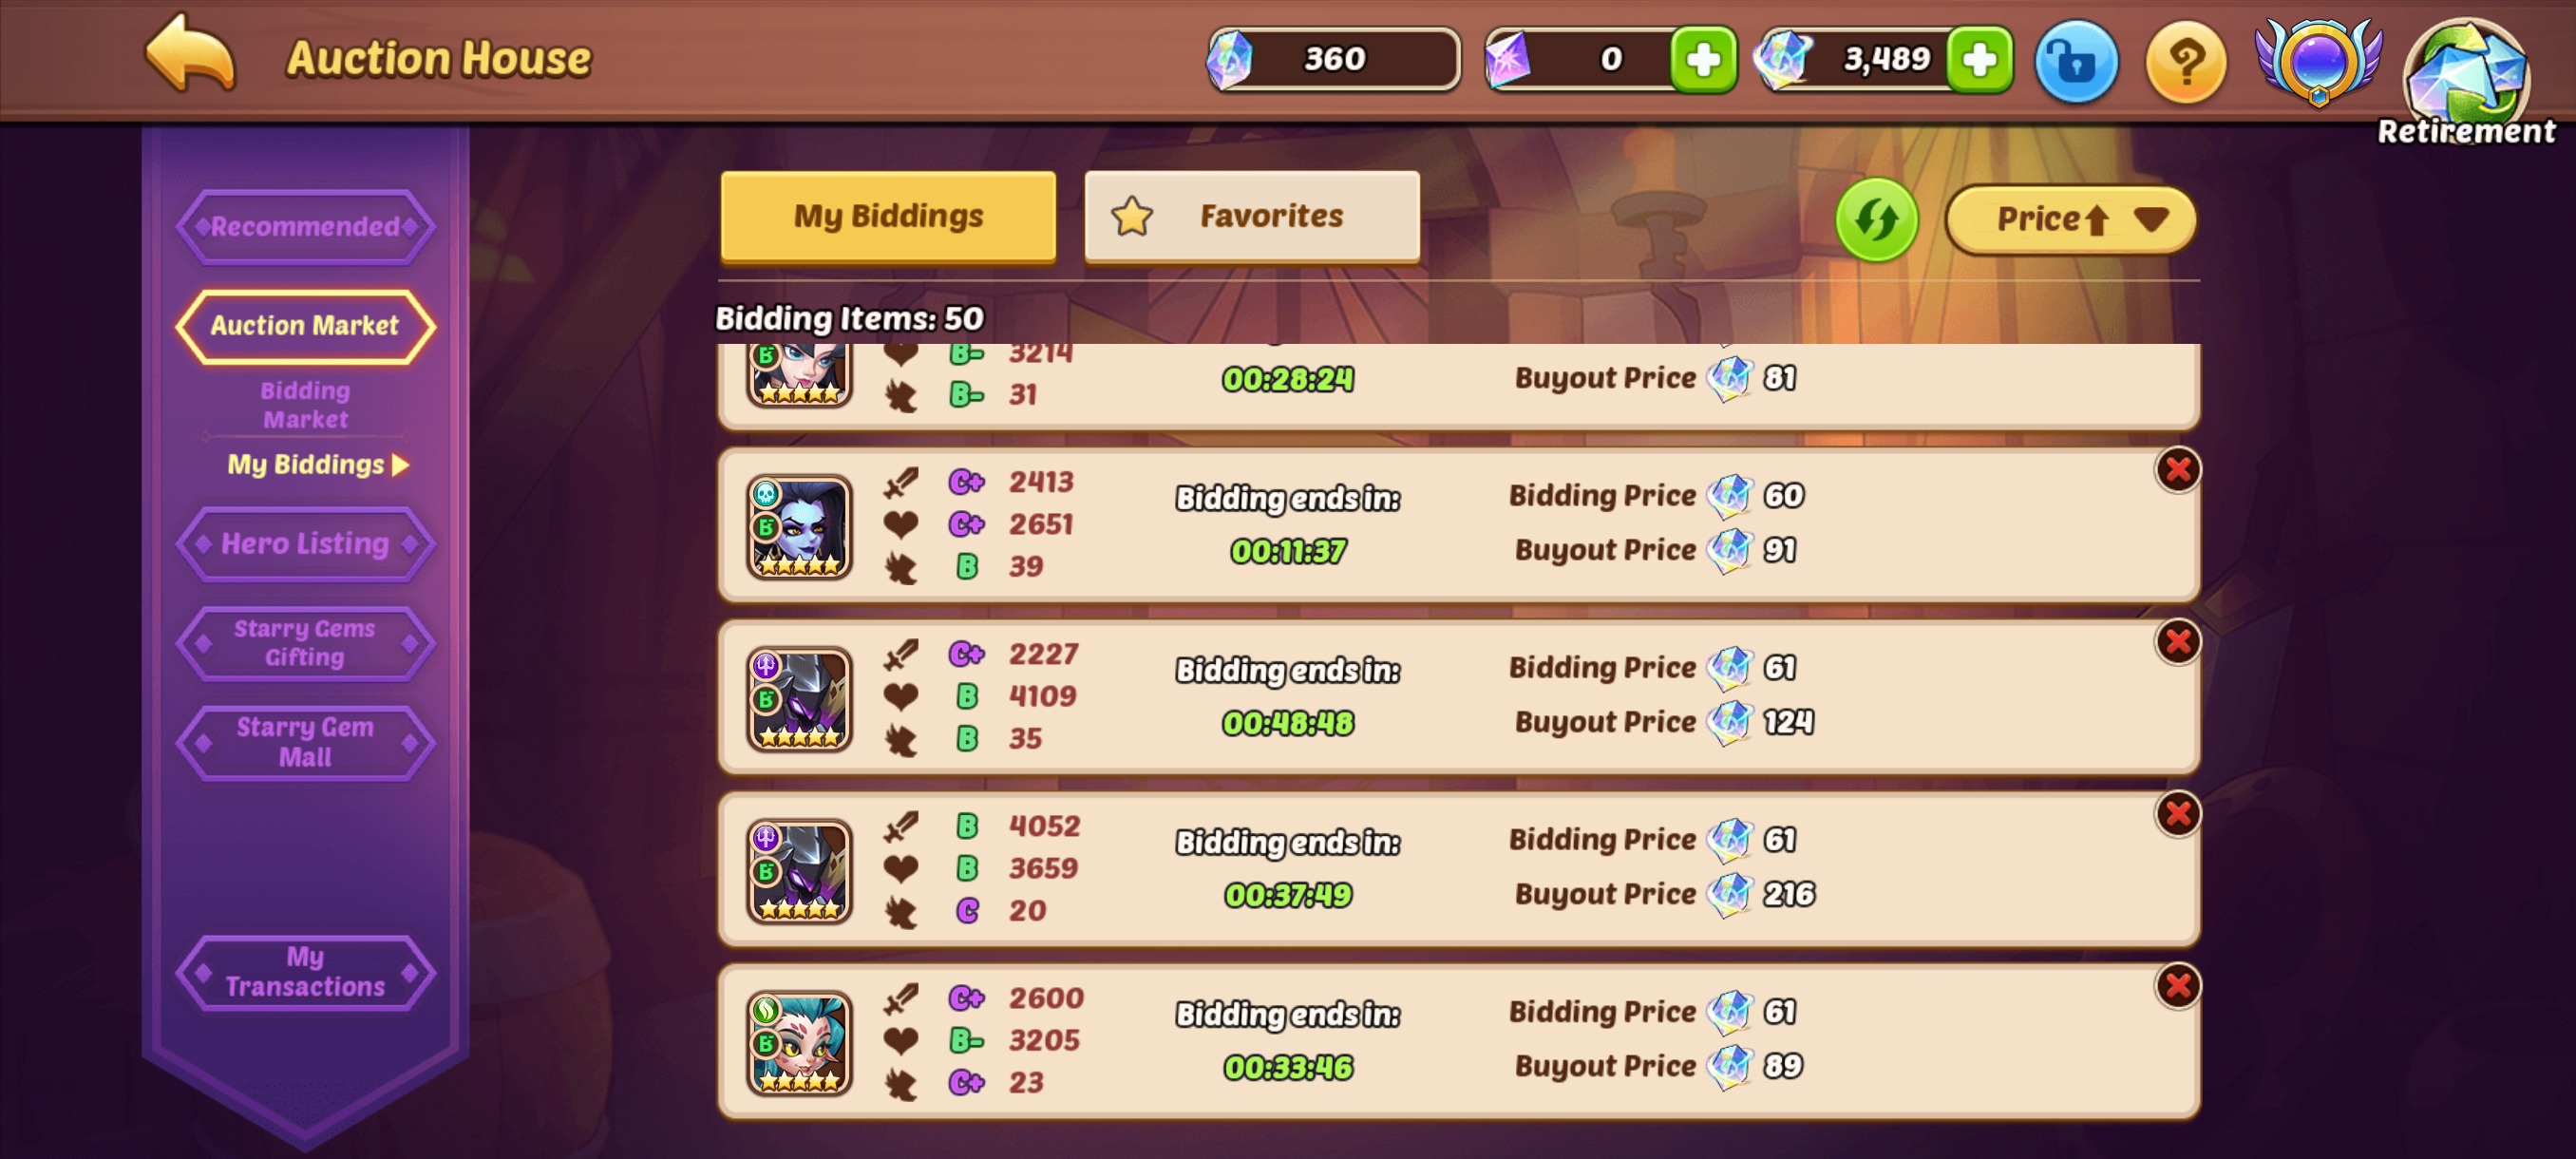 Auction House
360
0
3,489
Retirement
Recommended
Auction Market
Bidding
Market
My Biddings
Hero Listing
Starry Gems
Gifting
Starry Gem
Mall
My
Transactions
My Biddings
Favorites
Price
Bidding Items: 50
B
B- 3214
B- 31
00:28:24
Buyout Price 81
B
C+ 2413
C+ 2651
B 39
Bidding ends in:
00:11:37
Bidding Price 60
Buyout Price 91
B
C+ 2227
B 4109
B 35
Bidding ends in:
00:48:48
Bidding Price 61
Buyout Price 124
B
B 4052
B 3659
C 20
Bidding ends in:
00:37:49
Bidding Price 61
Buyout Price 216
B
C+ 2600
B- 3205
C+ 23
Bidding ends in:
00:33:46
Bidding Price 61
Buyout Price 89